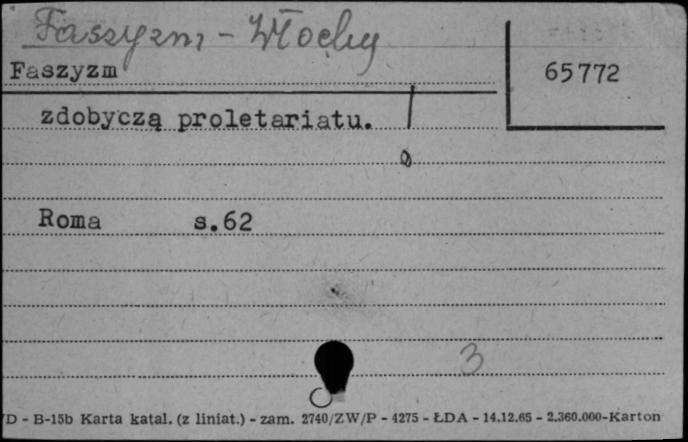 Faszyzm - Włochy
Faszyzm
65772
zdobyczą proletariatu.
Roma s.62
3
/D - B-15b Karta katal. (z liniat.) - zam. 2740/ZW/P - 4275 - ŁDA - 14.12.65 - 2.360.000-Karton